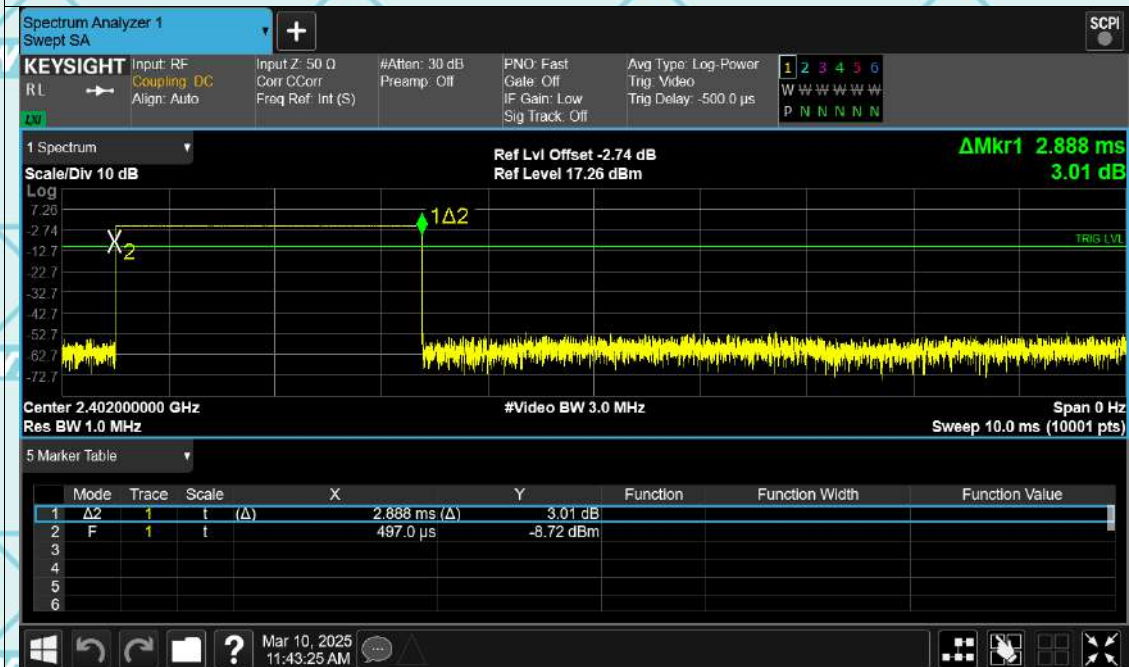 Spectrum Analyzer 1
Swept SA
+
SCPI
KEYSIGHT
RL
LXI
Input: RF
Coupling: DC
Align: Auto
Input Z: 50 Ω
Corr CCorr
Freq Ref: Int (S)
#Atten: 30 dB
Preamp: Off
PNO: Fast
Gate: Off
IF Gain: Low
Sig Track: Off
Avg Type: Log-Power
Trig: Video
Trig Delay: -500.0 µs
1 2 3 4 5 6
W W W W W W
P N N N N N
1 Spectrum
Scale/Div 10 dB
Log
Ref Lvl Offset -2.74 dB
Ref Level 17.26 dBm
ΔMkr1 2.888 ms
3.01 dB
7.26
-2.74
-12.7
-22.7
-32.7
-42.7
-52.7
-62.7
-72.7
X2
1Δ2
TRIG LVL
Center 2.402000000 GHz
Res BW 1.0 MHz
#Video BW 3.0 MHz
Span 0 Hz
Sweep 10.0 ms (10001 pts)
5 Marker Table
Mode Trace Scale X Y Function Function Width Function Value
1 Δ2 1 t (Δ) 2.888 ms (Δ) 3.01 dB
2 F 1 t 497.0 µs -8.72 dBm
3
4
5
6
?
Mar 10, 2025
11:43:25 AM